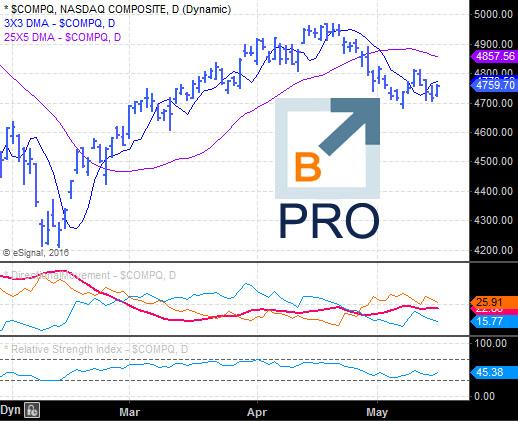 * $COMPQ, NASDAQ COMPOSITE, D (Dynamic)
3X3 DMA - $COMPQ, D
25X5 DMA - $COMPQ, D
5000.00
4900.00
4857.56
4800.00
4759.70
4700.00
4600.00
4500.00
4400.00
4300.00
4200.00
B
PRO
© eSignal, 2016
* DirectionalMovement - $COMPQ, D
25.91
15.77
* Relative Strength Index - $COMPQ, D
100.00
45.38
0.00
Dyn
Mar
Apr
May